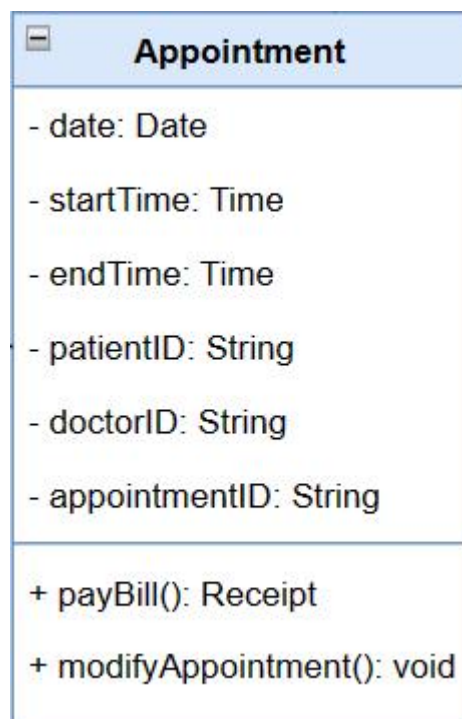 Appointment
- date: Date
- startTime: Time
- endTime: Time
- patientID: String
- doctorID: String
- appointmentID: String
+ payBill(): Receipt
+ modifyAppointment(): void